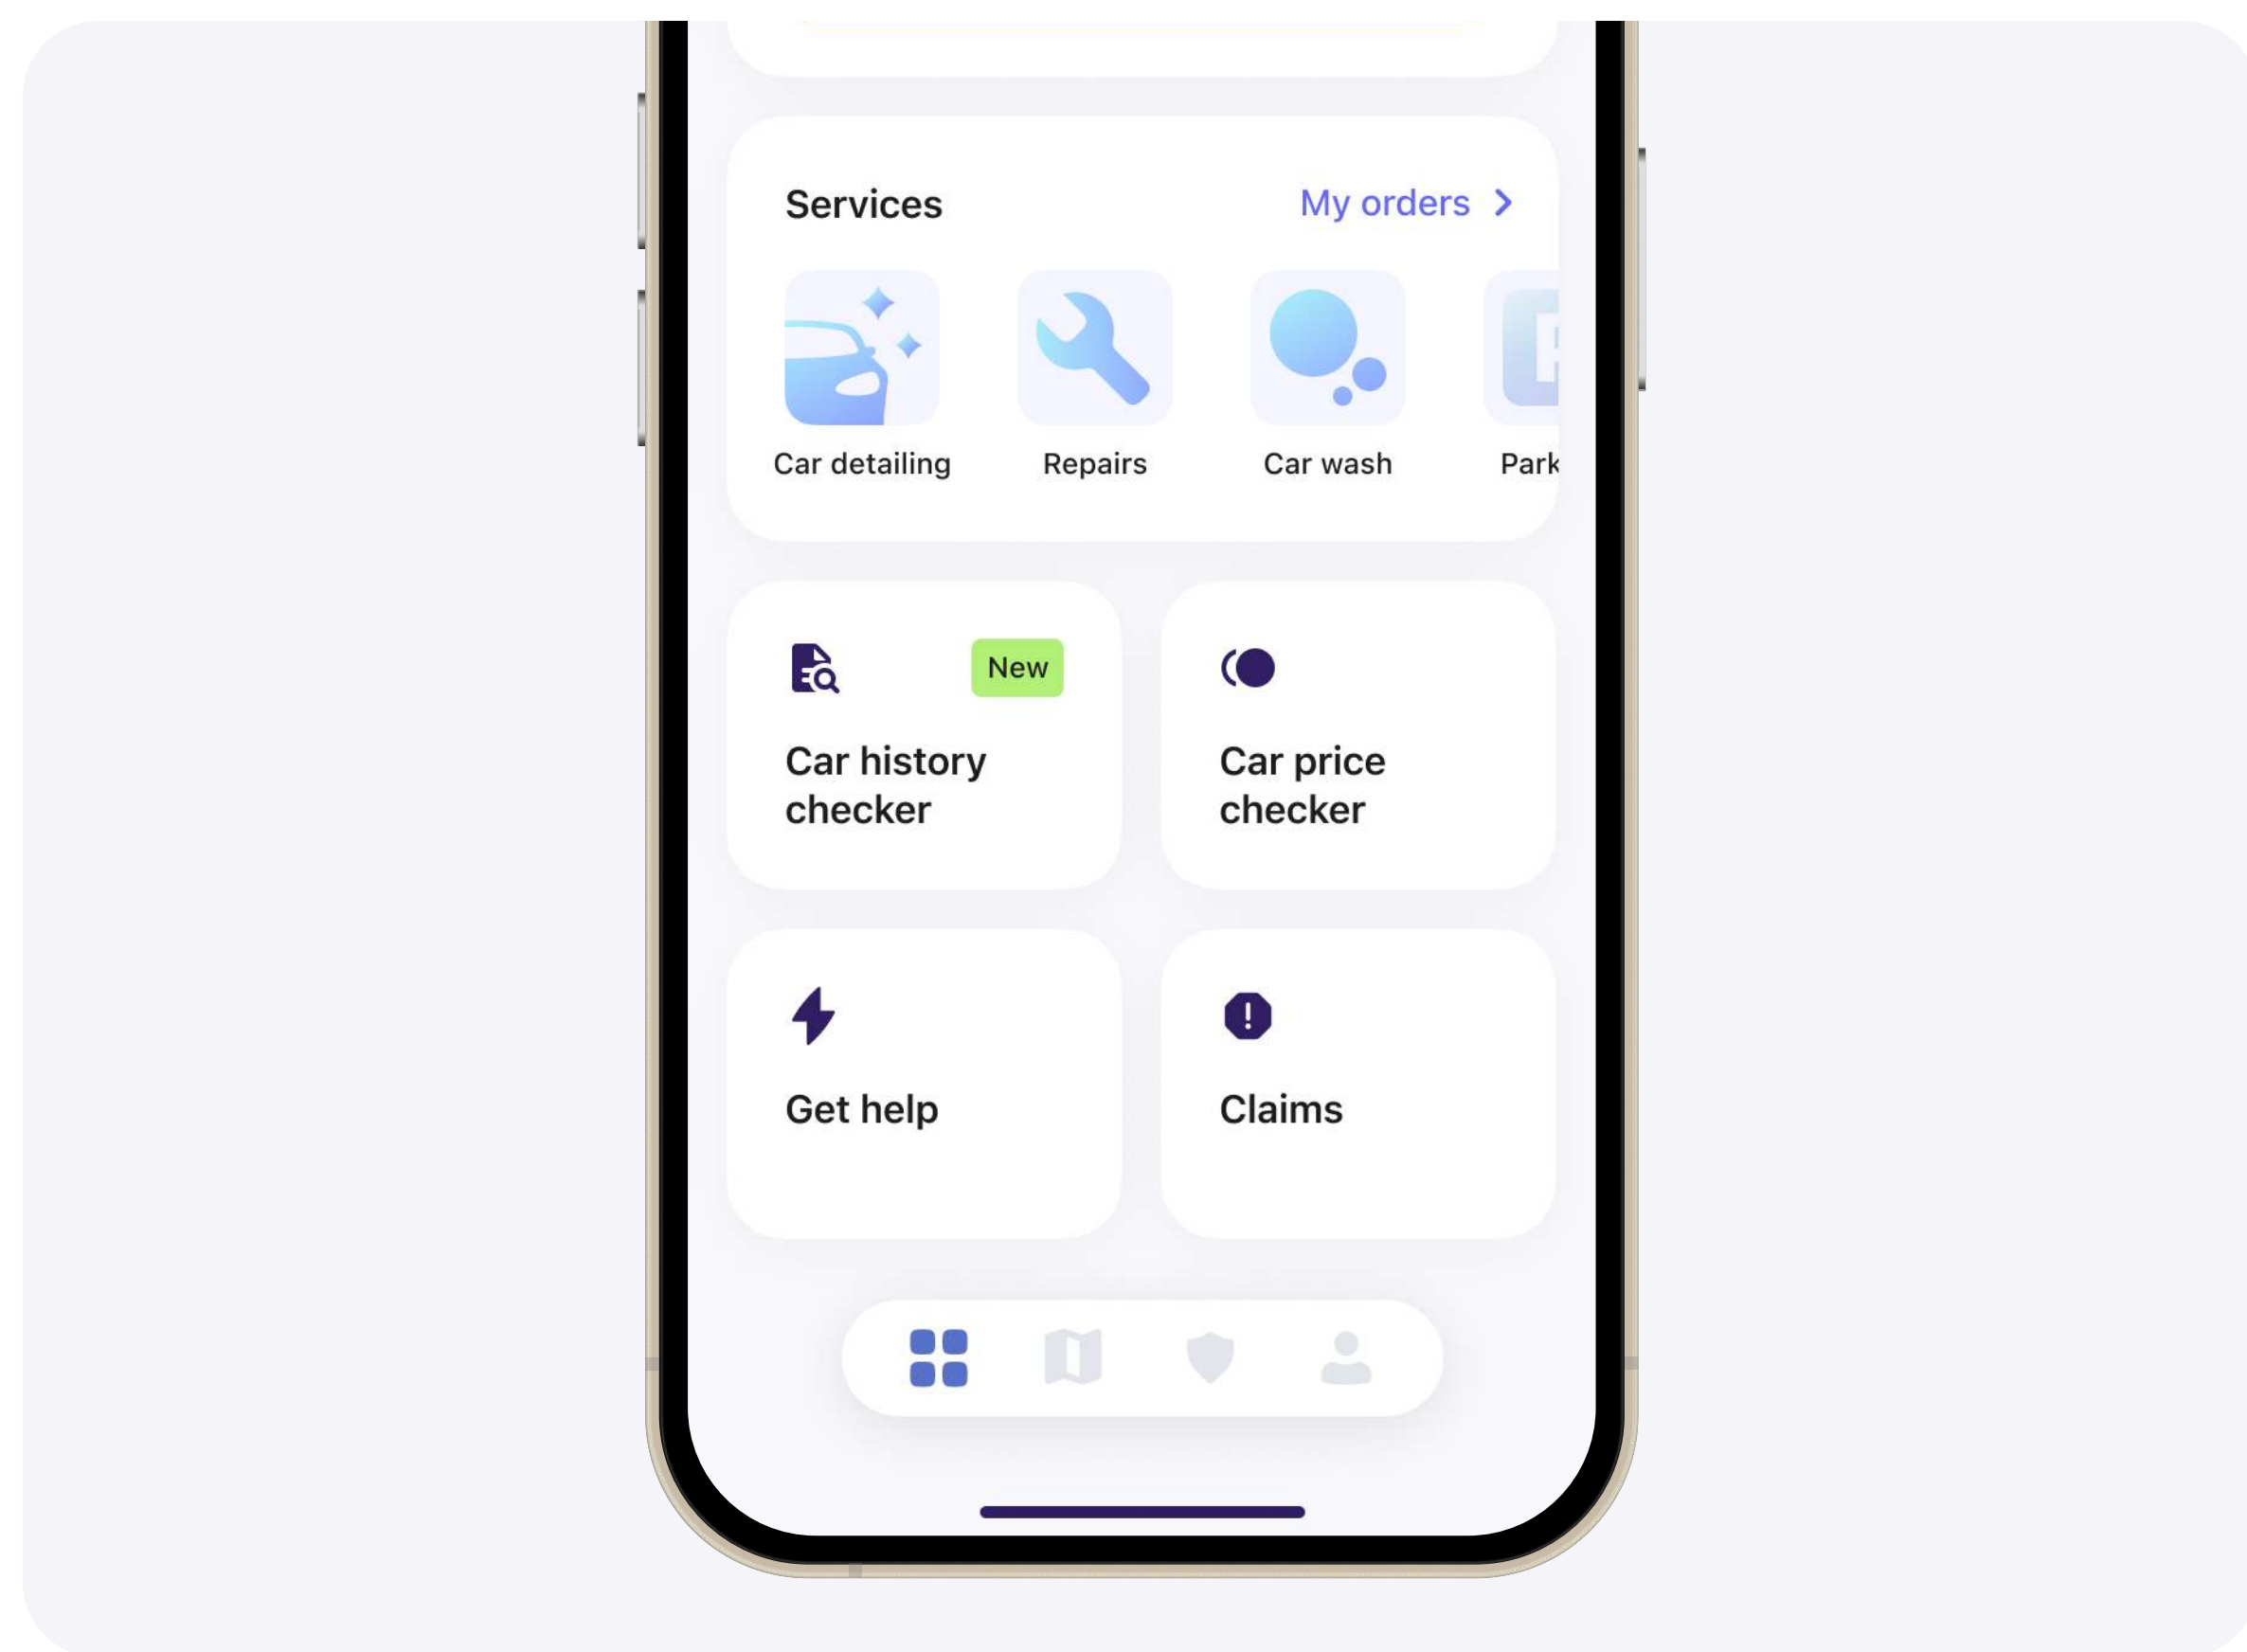 Services
My orders
Car detailing
Repairs
Car wash
Park
New
Car history
checker
Car price
checker
Get help
Claims